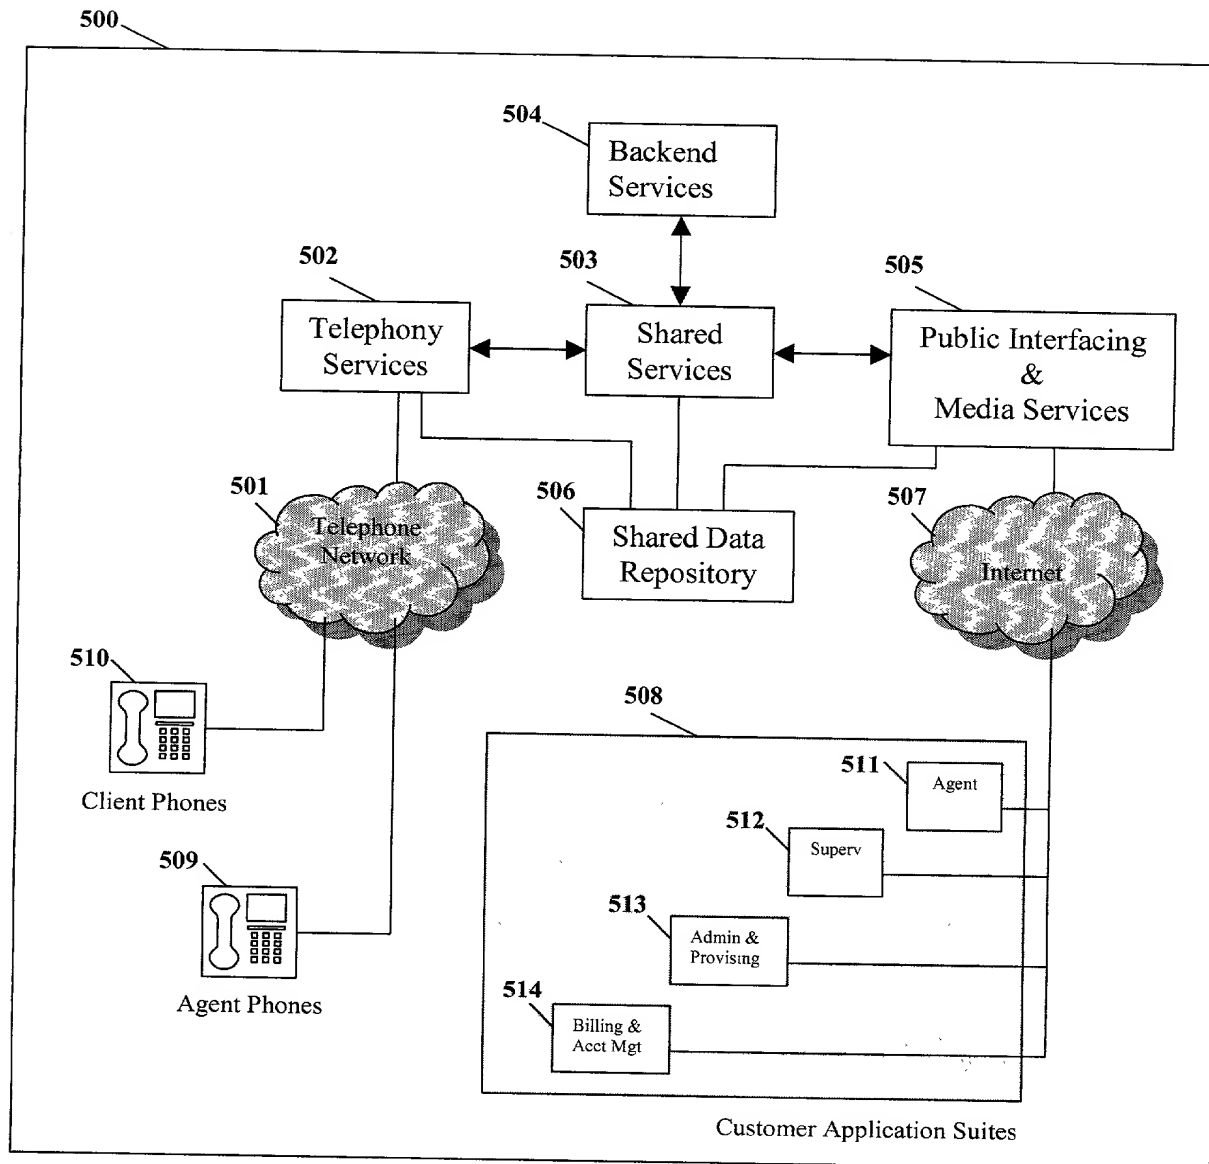 500
504
Backend
Services
502
503
505
Telephony
Services
Shared
Services
Public Interfacing
&
Media Services
501
Telephone
Network
506
Shared Data
Repository
507
Internet
510
Client Phones
509
Agent Phones
508
511
Agent
512
Superv
513
Admin &
Provising
514
Billing &
Acct Mgt
Customer Application Suites